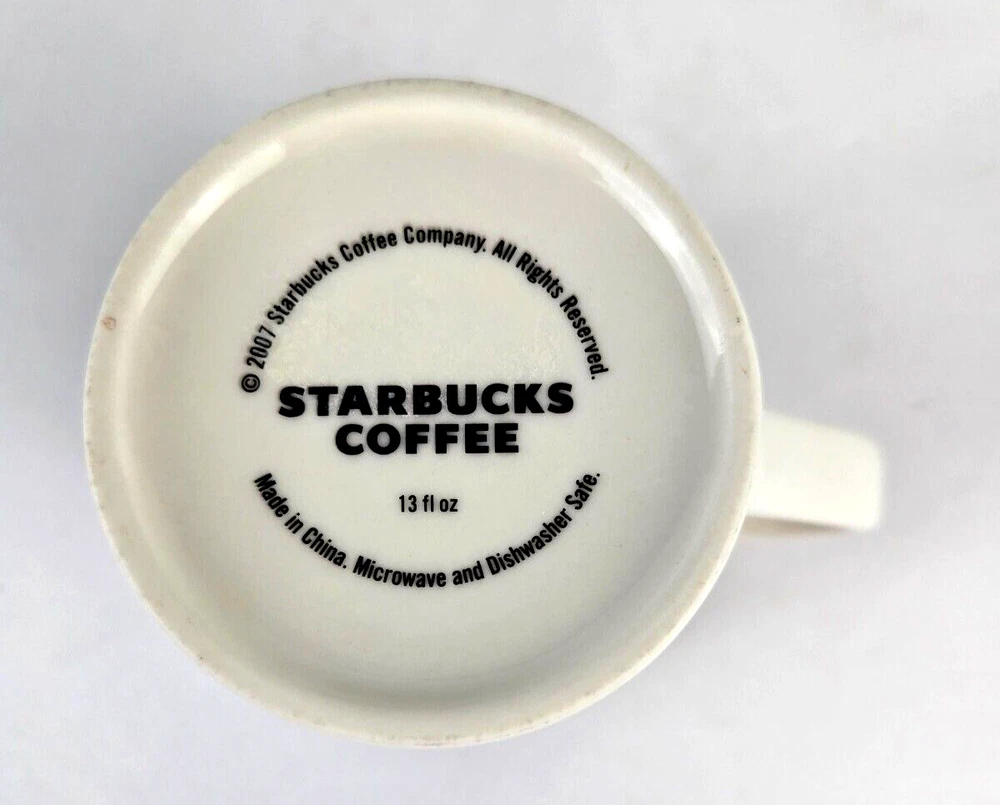 © 2007 Starbucks Coffee Company. All Rights Reserved.
STARBUCKS
COFFEE
13 fl oz
Made in China. Microwave and Dishwasher Safe.